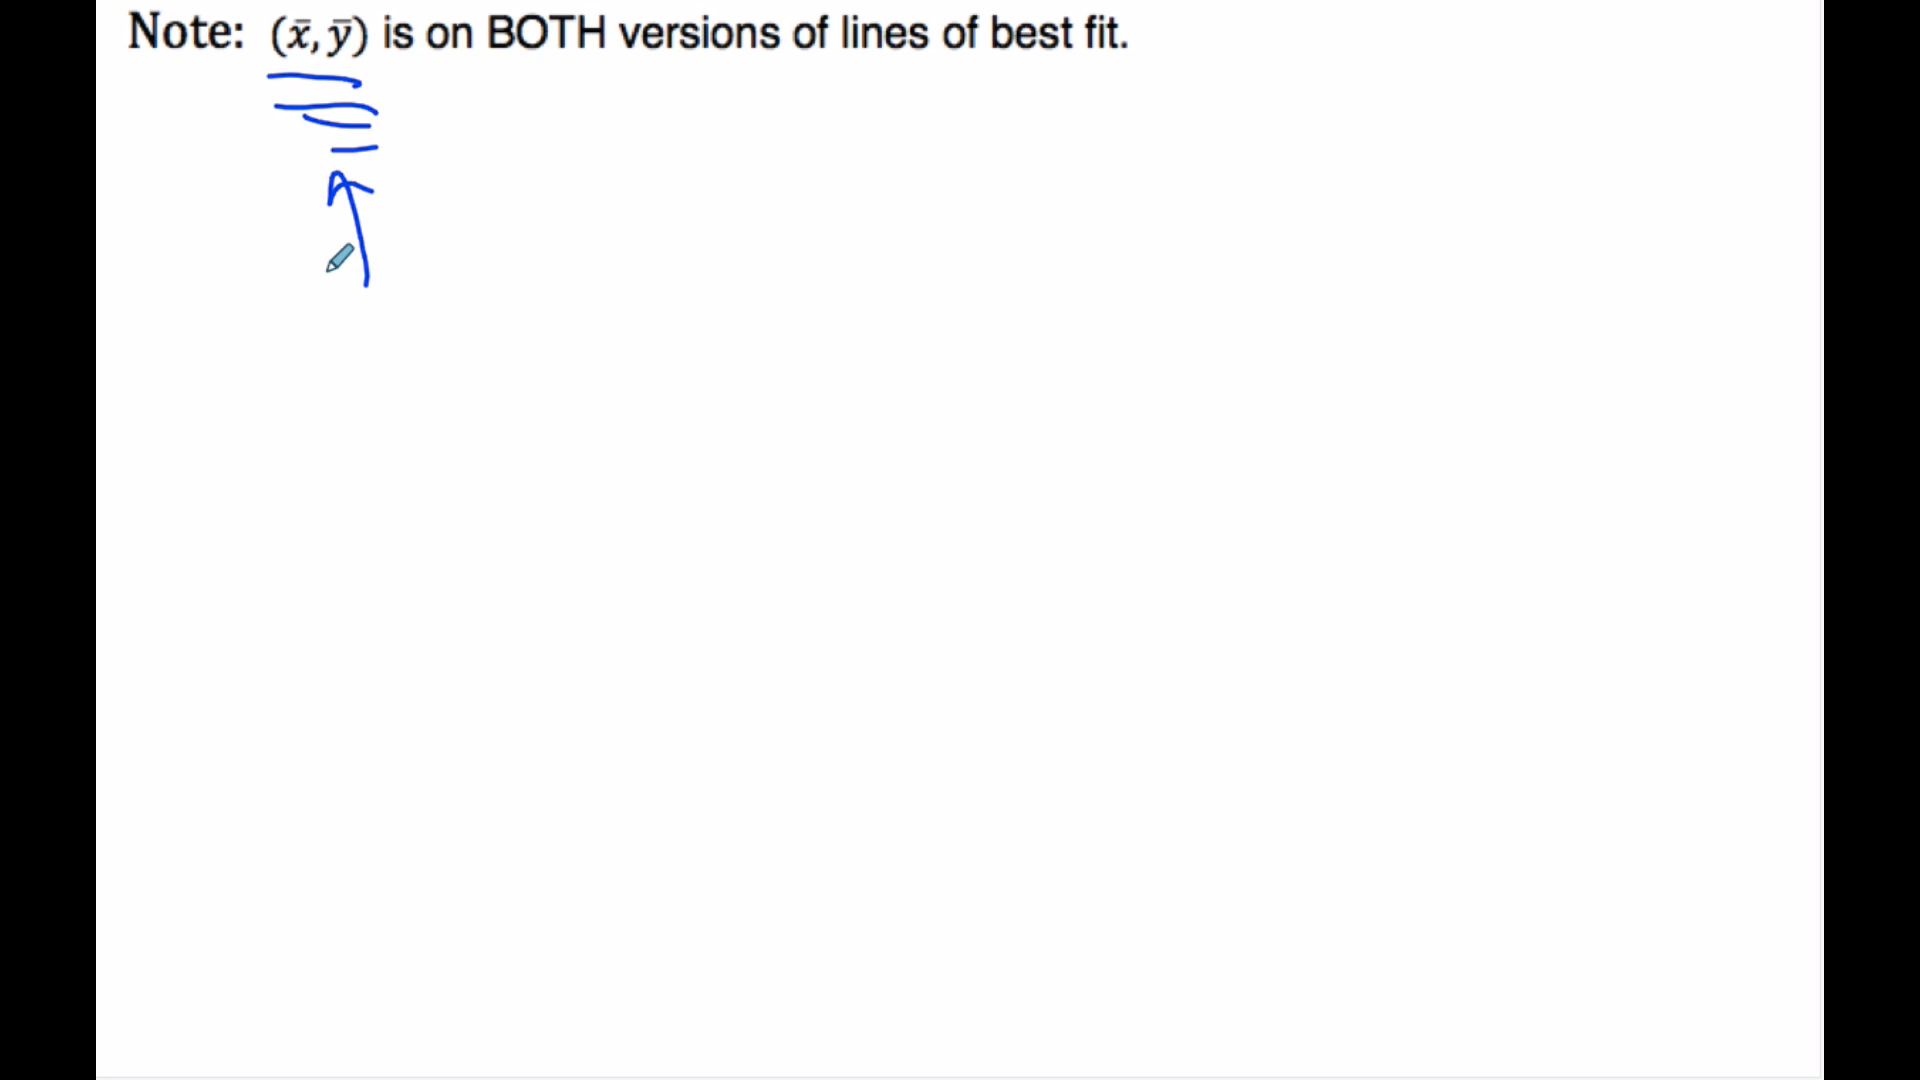 Note: (x̄, ȳ) is on BOTH versions of lines of best fit.